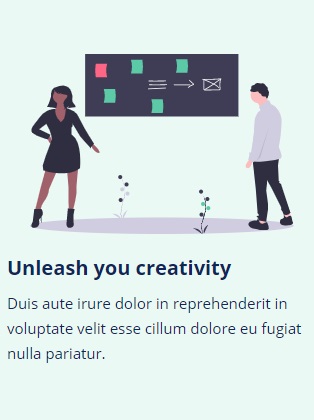 Unleash you creativity
Duis aute irure dolor in reprehenderit in
voluptate velit esse cillum dolore eu fugiat
nulla pariatur.